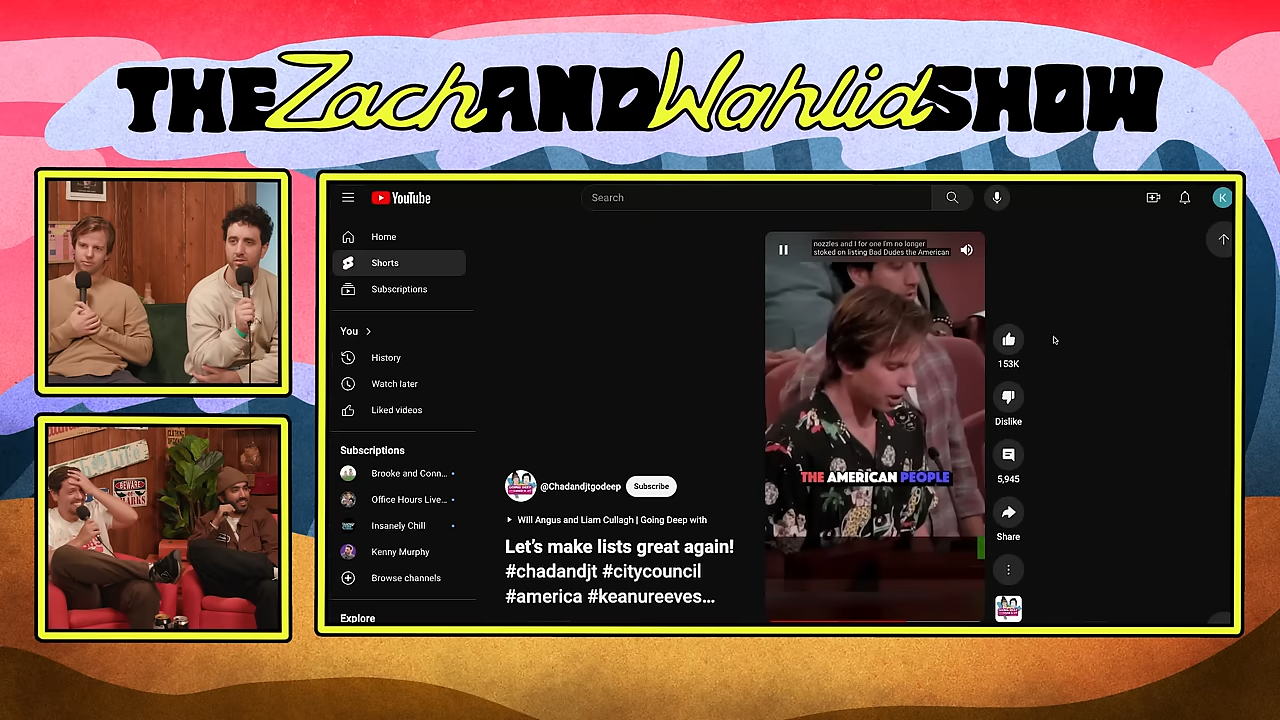 THE Zach AND Wahlid SHOW
YouTube
Search
K
Home
Shorts
Subscriptions
You
History
Watch later
Liked videos
Subscriptions
Brooke and Conn...
Office Hours Live...
Insanely Chill
Kenny Murphy
Browse channels
Explore
@Chadandjtgodeep
Subscribe
Will Angus and Liam Cullagh | Going Deep with
Let's make lists great again!
#chadandjt #citycouncil
#america #keanureeves...
nozzles and I for one I'm no longer
stoked on listing Bad Dudes the American
THE AMERICAN PEOPLE
153K
Dislike
5,945
Share
BEWARE